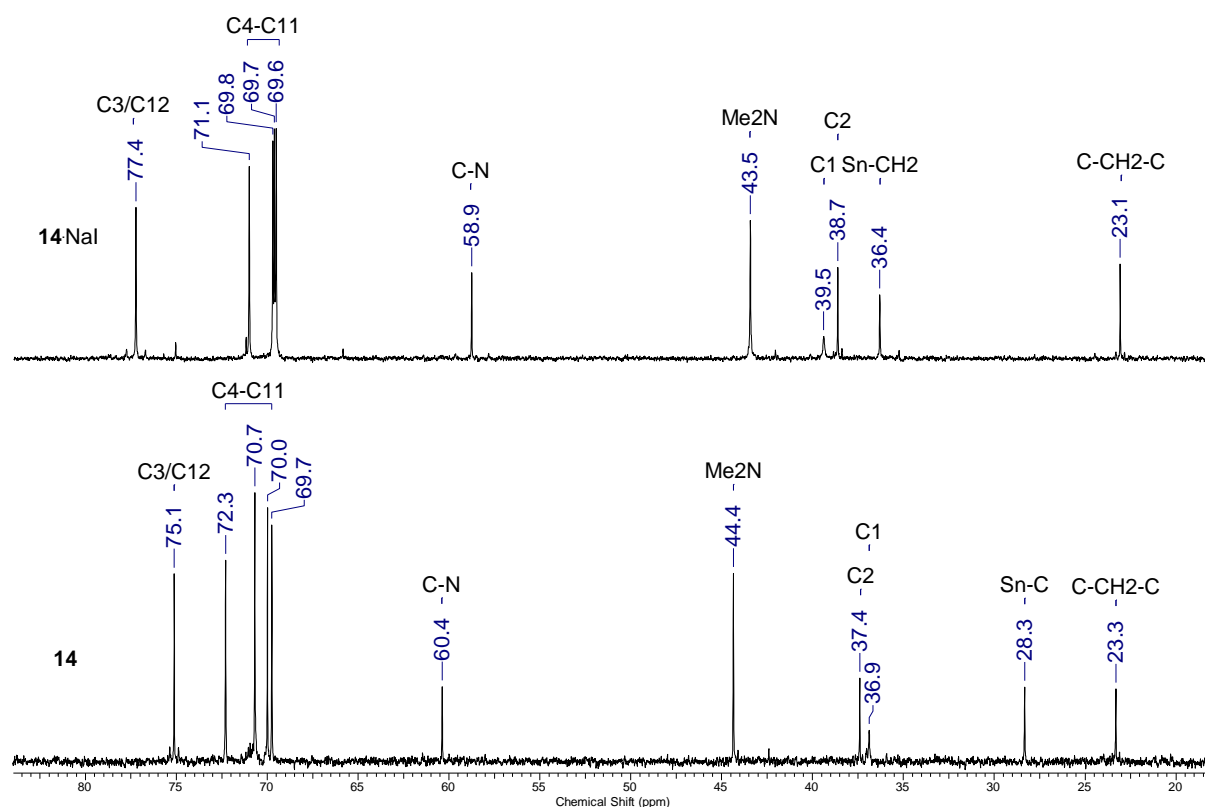 C4-C11
69.8
69.7
69.6
C3/C12
71.1
Me2N
C2
77.4
C-N
43.5
C1 Sn-CH2
C-CH2-C
58.9
38.7
23.1
14·NaI
39.5
36.4
C4-C11
70.7
70.0
69.7
C3/C12
Me2N
75.1
72.3
44.4
C1
C-N
C2
Sn-C
C-CH2-C
60.4
37.4
36.9
28.3
23.3
14
80 75 70 65 60 55 50 45 40 35 30 25 20
Chemical Shift (ppm)